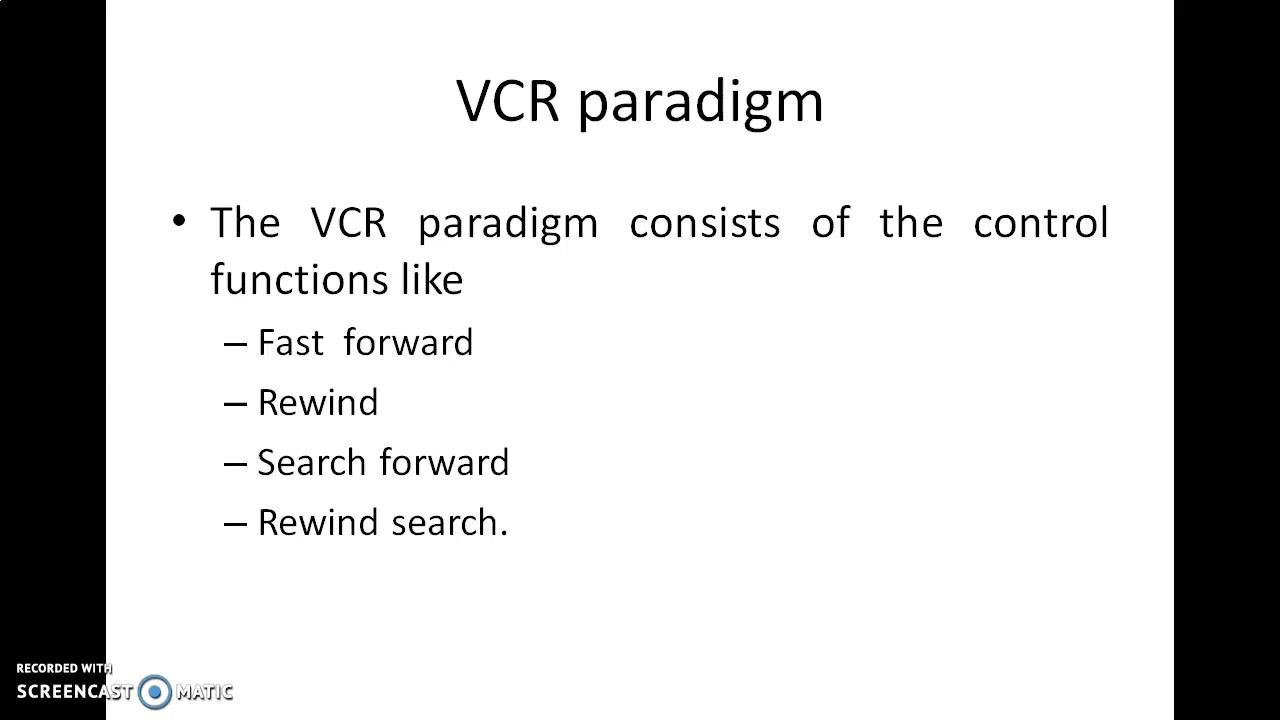 VCR paradigm
• The VCR paradigm consists of the control
functions like
– Fast forward
– Rewind
– Search forward
– Rewind search.
RECORDED WITH
SCREENCAST MATIC